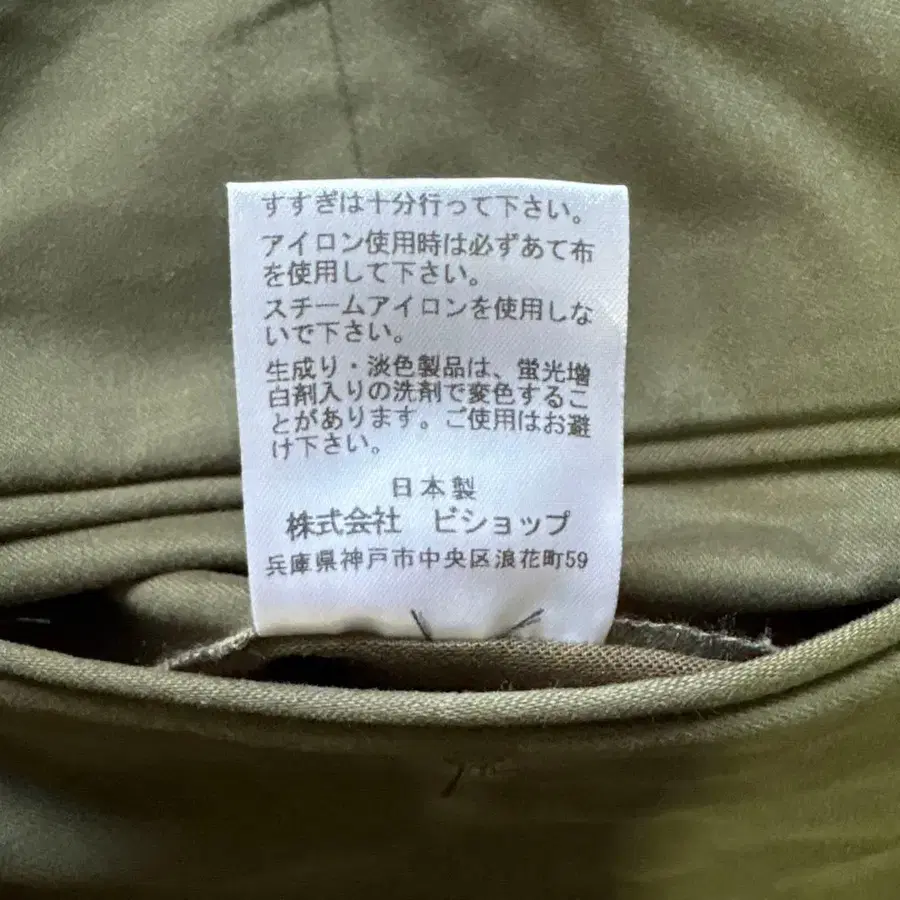 すすぎは十分行って下さい。
アイロン使用時は必ずあて布
を使用して下さい。
スチームアイロンを使用しな
いで下さい。
生成り・淡色製品は、蛍光増
白剤入りの洗剤で変色するこ
とがあります。ご使用はお避
け下さい。
日本製
株式会社 ビショップ
兵庫県神戸市中央区浪花町59